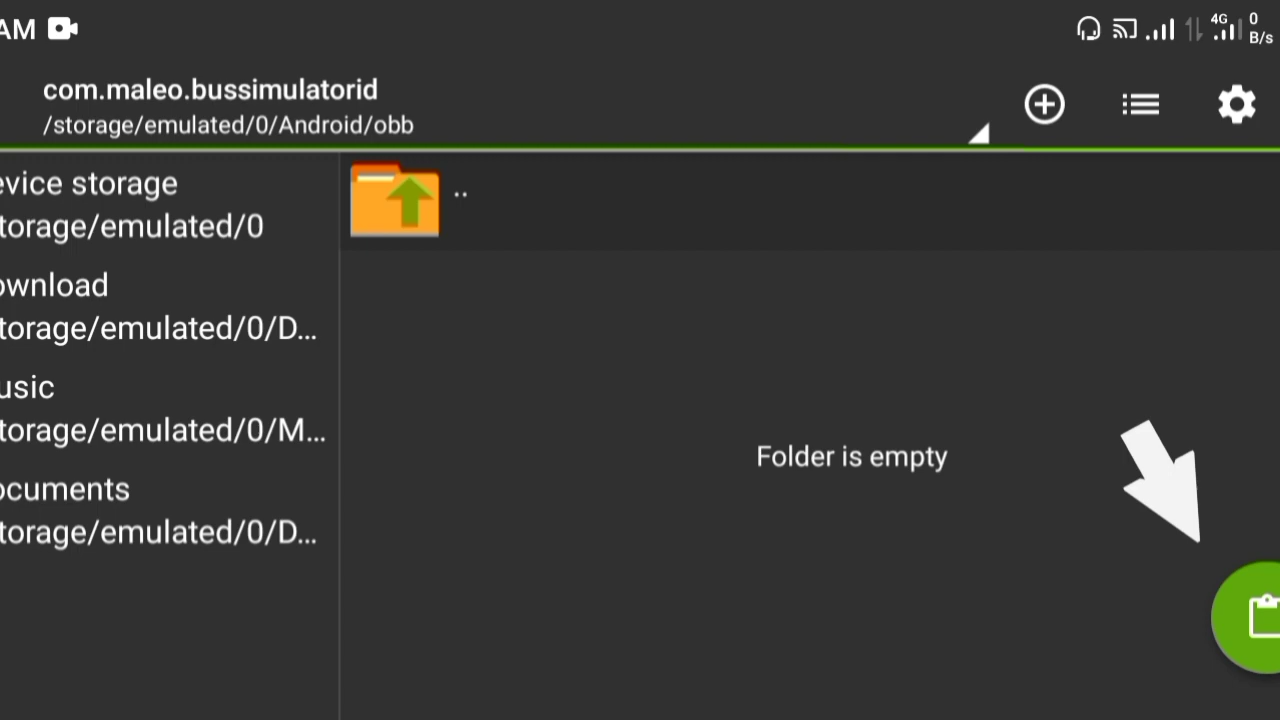 AM
4G
0
B/s
com.maleo.bussimulatorid
/storage/emulated/0/Android/obb
evice storage
torage/emulated/0
ownload
torage/emulated/0/D...
usic
torage/emulated/0/M...
ocuments
torage/emulated/0/D...
..
Folder is empty